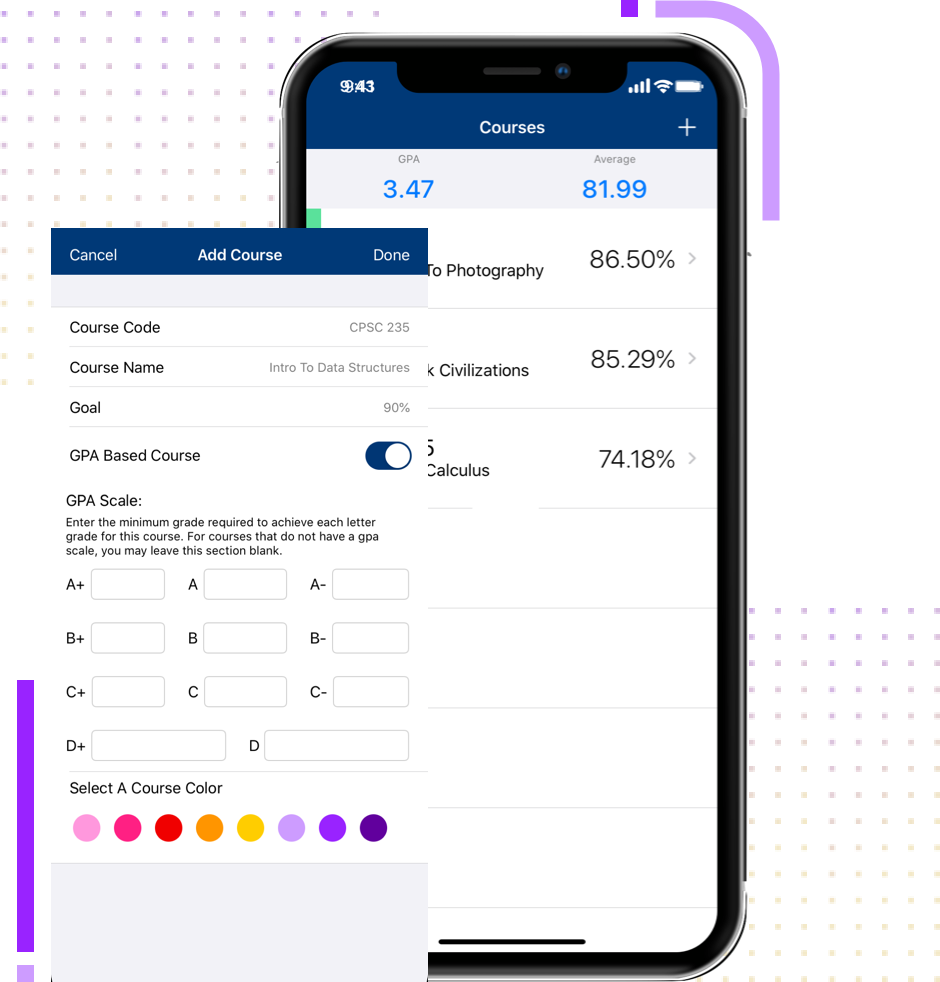 9:43
Courses +
GPA Average
3.47 81.99
86.50%
To Photography
85.29%
Civilizations
74.18%
Calculus
Cancel Add Course Done
Course Code CPSC 235
Course Name Intro To Data Structures
Goal 90%
GPA Based Course
GPA Scale:
Enter the minimum grade required to achieve each letter
grade for this course. For courses that do not have a gpa
scale, you may leave this section blank.
A+ A A-
B+ B B-
C+ C C-
D+ D
Select A Course Color